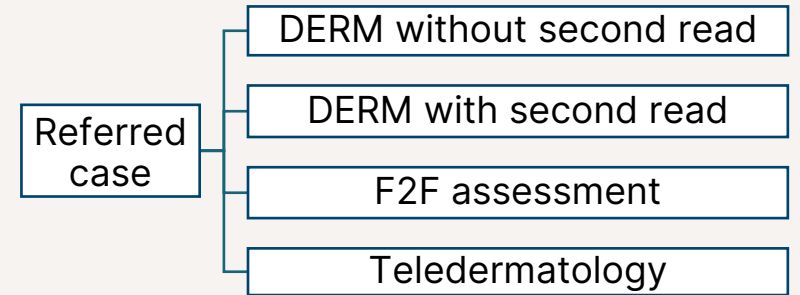 DERM without second read
DERM with second read
Referred
case
F2F assessment
Teledermatology